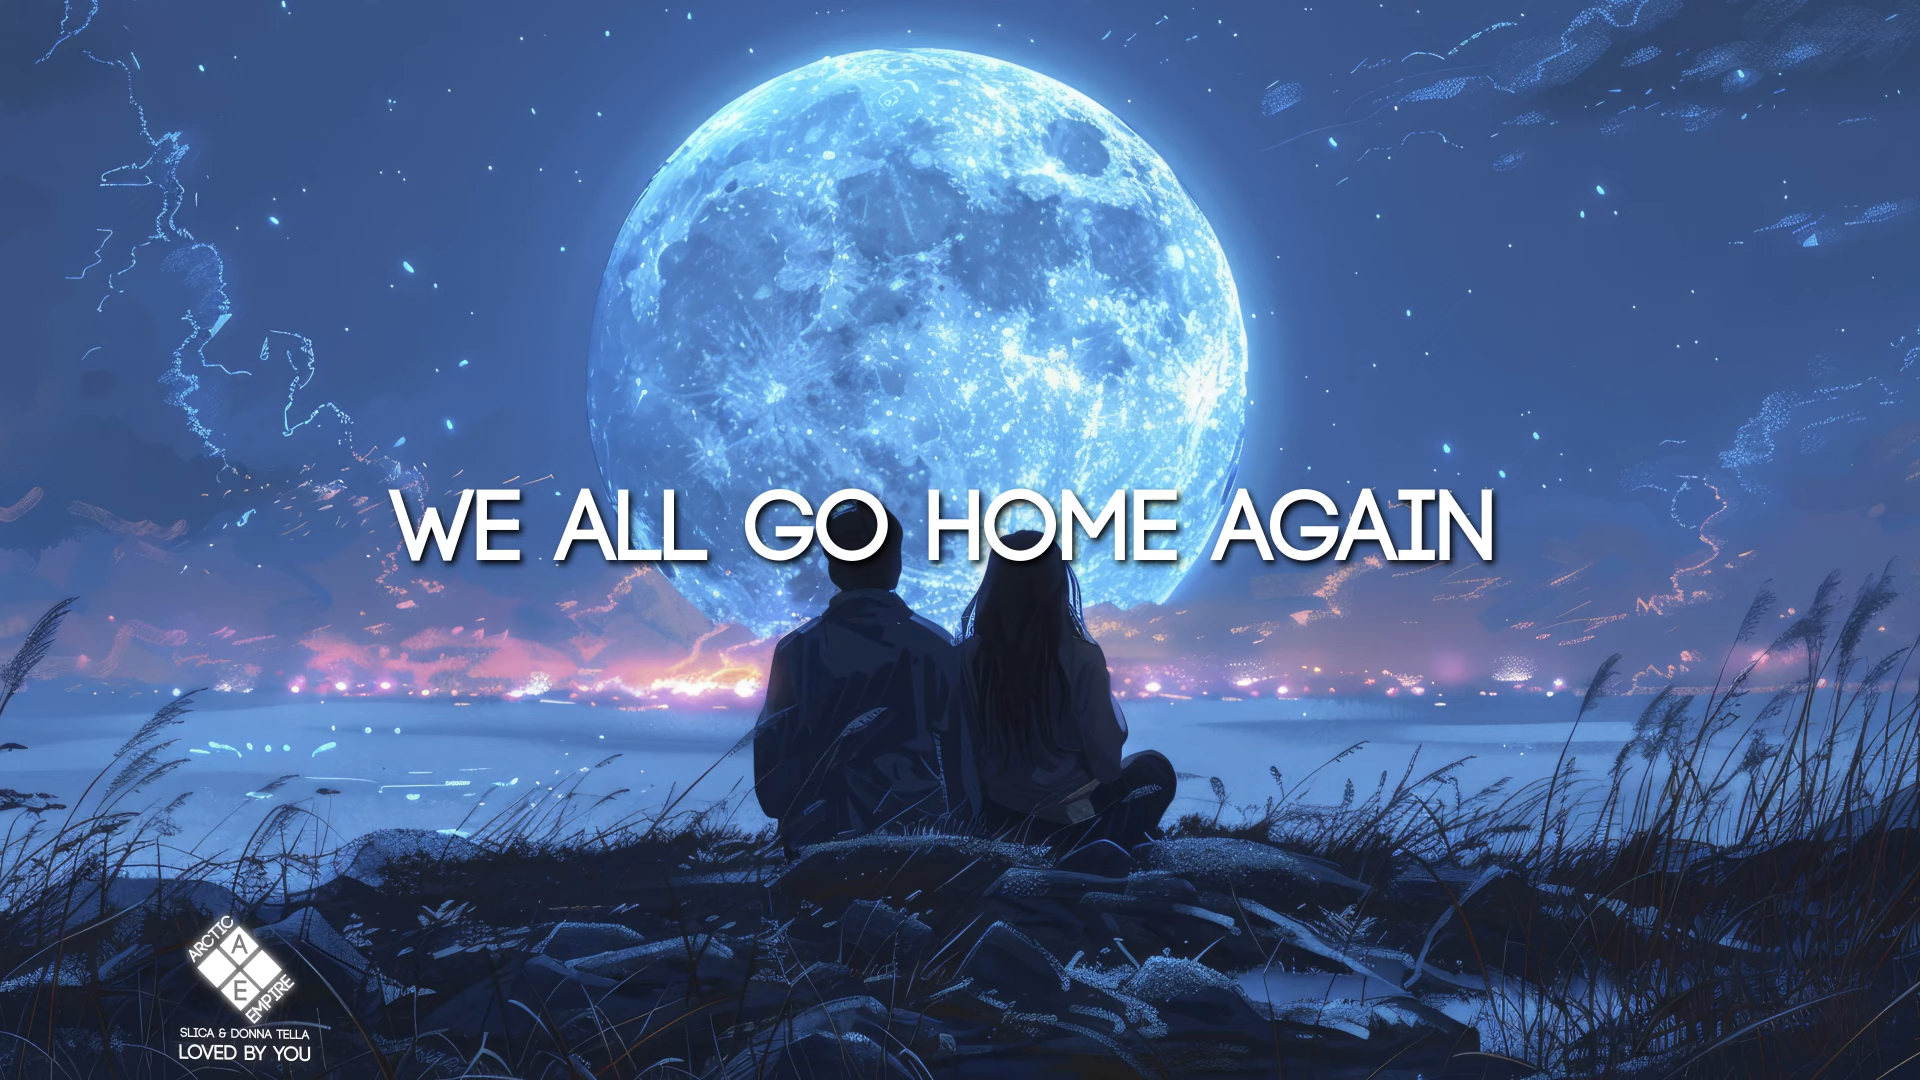 WE ALL GO HOME AGAIN
ARCTIC
A
E
EMPIRE
SLICA & DONNA TELLA
LOVED BY YOU